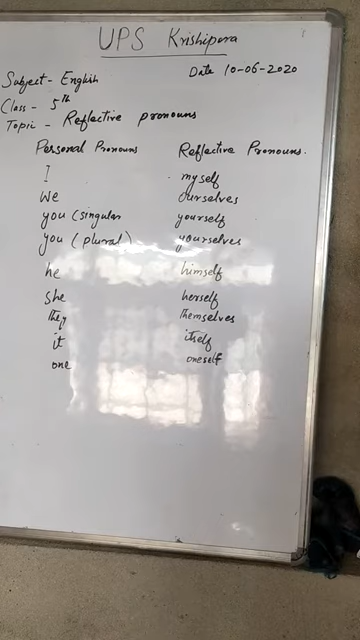 UPS Krishipora
Subject - English Date 10-06-2020
Class - 5th
Topic - Reflective pronouns
Personal Pronouns Reflective Pronouns.
I myself
we ourselves
you (singular yourself
you (plural) yourselves
he himself
She herself
they themselves
it itself
one oneself